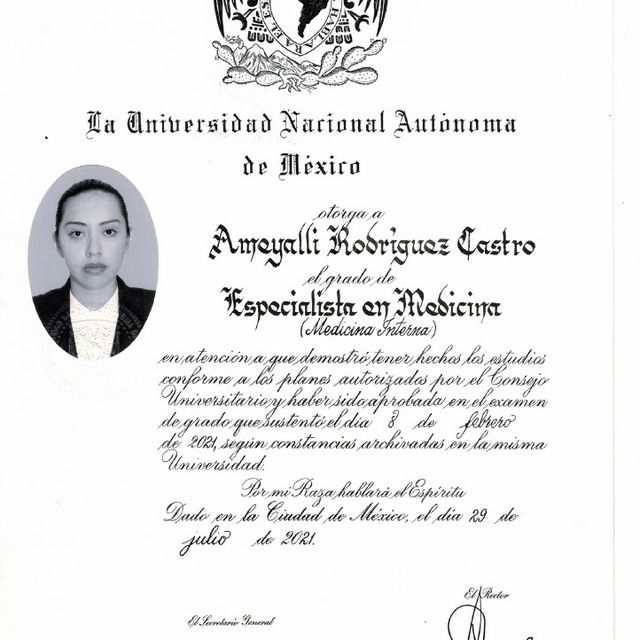 HABLARA EL ESP
La Universidad Nacional Autónoma
de México
otorga a
Ameyalli Rodríguez Castro
el grado de
Especialista en Medicina
(Medicina Interna)
en atención a que demostró tener hechos los estudios
conforme a los planes autorizados por el Consejo
Universitario y haber sido aprobada en el examen
de grado que sustentó el día 8 de febrero
de 2021, según constancias archivadas en la misma
Universidad.
Por mi Raza hablará el Espíritu
Dado en la Ciudad de México, el día 29 de
julio de 2021.
El Rector
El Secretario General